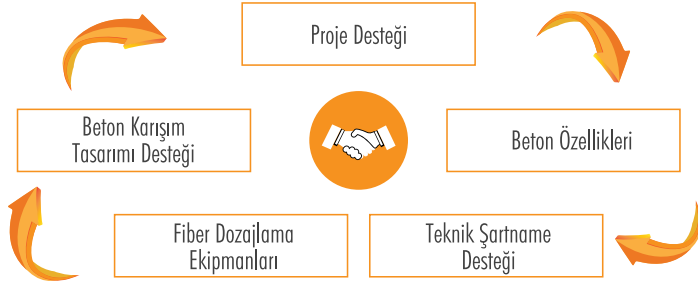 Proje Desteği
Beton Karışım
Tasarımı Desteği
Beton Özellikleri
Fiber Dozajlama
Ekipmanları
Teknik Şartname
Desteği